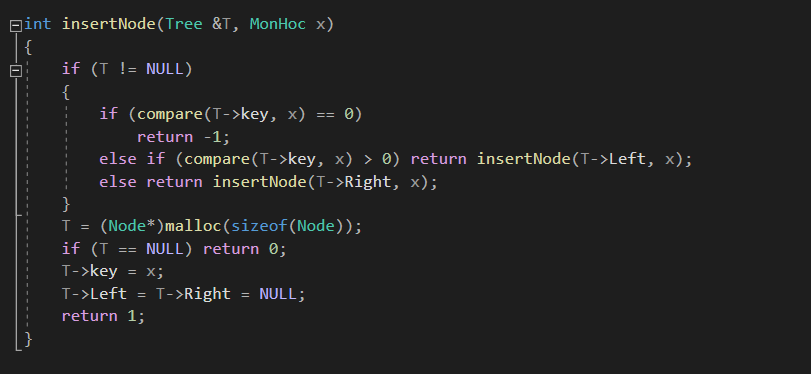 int insertNode(Tree &T, MonHoc x)
{
if (T != NULL)
{
if (compare(T->key, x) == 0)
return -1;
else if (compare(T->key, x) > 0) return insertNode(T->Left, x);
else return insertNode(T->Right, x);
}
T = (Node*)malloc(sizeof(Node));
if (T == NULL) return 0;
T->key = x;
T->Left = T->Right = NULL;
return 1;
}